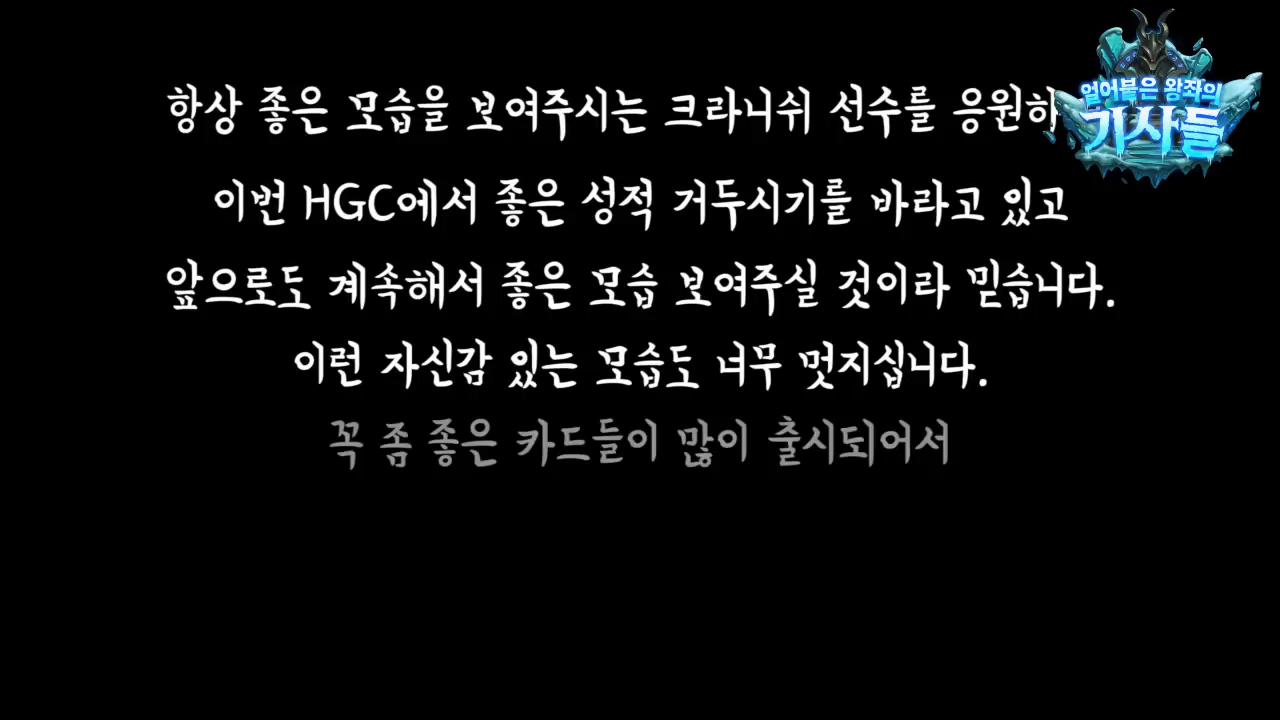 항상 좋은 모습을 보여주시는 크라니쉬 선수를 응원하
이번 HGC에서 좋은 성적 거두시기를 바라고 있고
앞으로도 계속해서 좋은 모습 보여주실 것이라 믿습니다.
이런 자신감 있는 모습도 너무 멋지십니다.
꼭 좀 좋은 카드들이 많이 출시되어서
얼어붙은 왕좌의
기사들